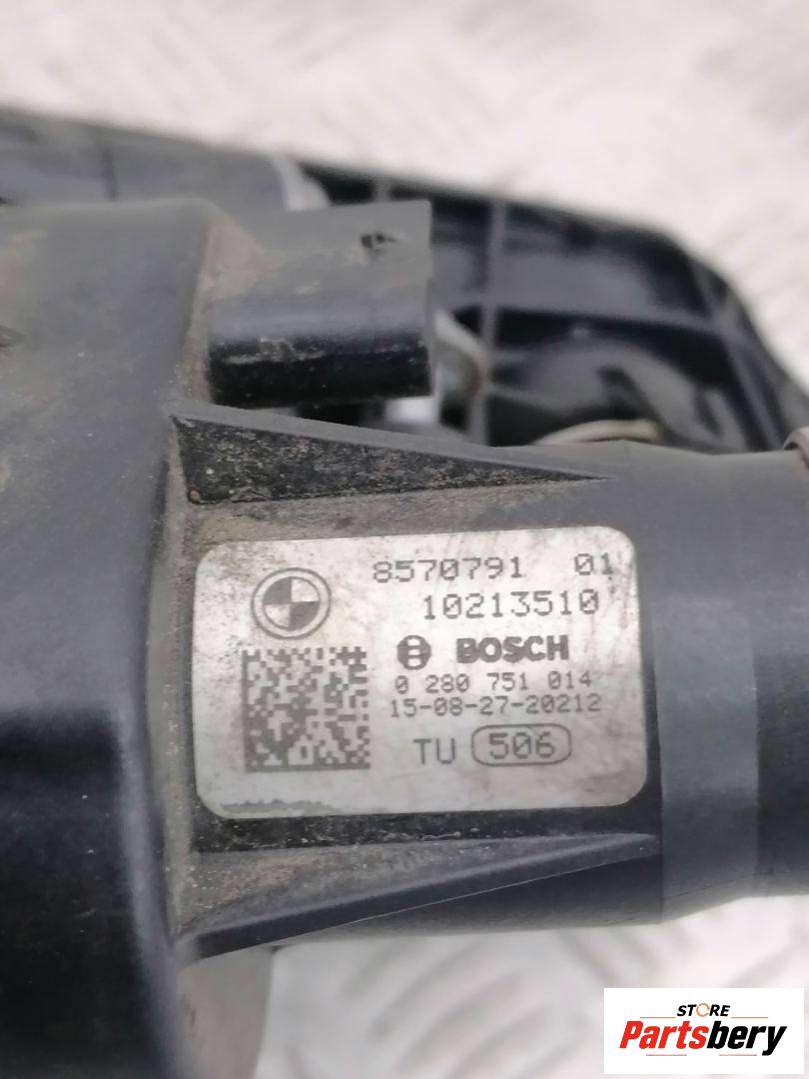 8570791 01
10213510
BOSCH
0 280 751 014
15-08-27-20212
TU 506
STORE
Partsbery